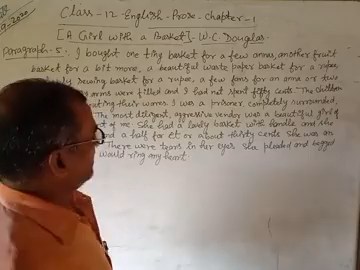 -2020
Class-12 English-Prose-Chapter-1
[A Girl with a Basket] W.C. Douglas
Paragraph-5. I bought one tiny basket for a few annas, another fruit
basket for a bit more, a beautiful waste paper basket for a rupee,
sewing basket for a rupee, a few fans for an anna or two
arms were filled and I had not spent fifty cents. The children
their wares. I was a prisoner completely surrounded,
The most diligent, aggressive vendor was a beautiful girl of
of me. She had a lovely basket with handle and she
and a half for it or about thirty cents. She was an
There were tears in her eyes. She pleaded and begged
would ring any heart